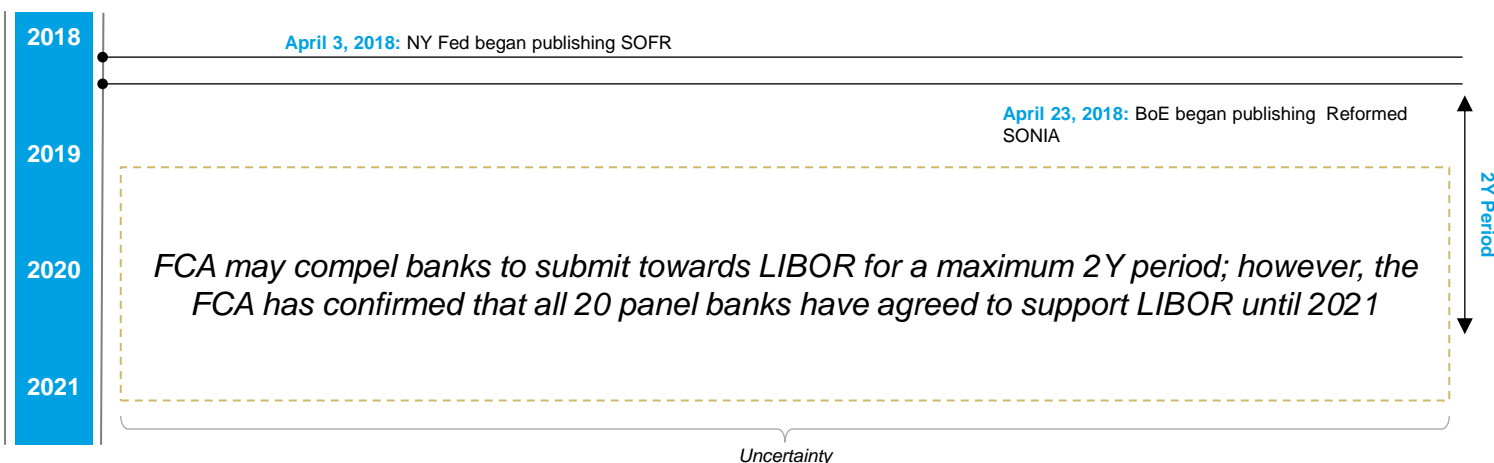 2018
April 3, 2018: NY Fed began publishing SOFR
April 23, 2018: BoE began publishing Reformed
SONIA
2019
2Y Period
2020
FCA may compel banks to submit towards LIBOR for a maximum 2Y period; however, the
FCA has confirmed that all 20 panel banks have agreed to support LIBOR until 2021
2021
Uncertainty